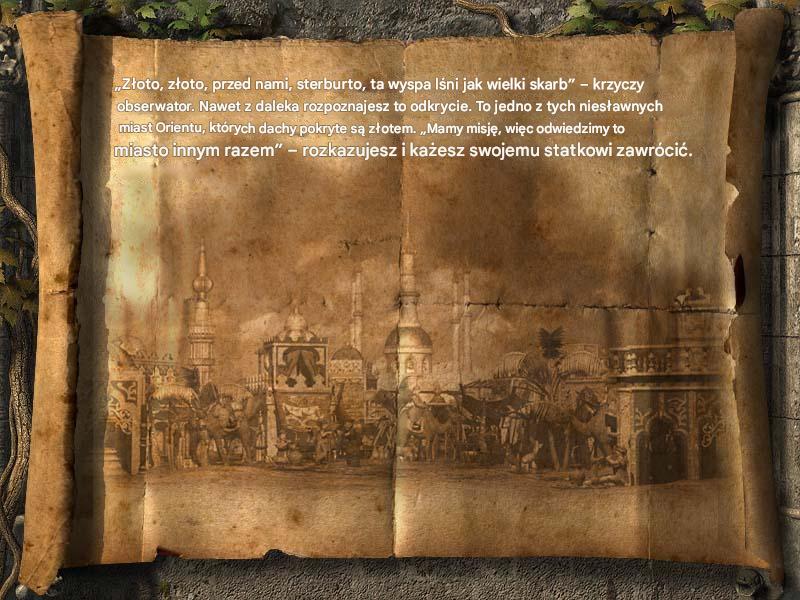 „Złoto, złoto, przed nami, sterburto, ta wyspa lśni jak wielki skarb” – krzyczy
obserwator. Nawet z daleka rozpoznajesz to odkrycie. To jedno z tych niesławnych
miast Orientu, których dachy pokryte są złotem. „Mamy misję, więc odwiedzimy to
miasto innym razem” – rozkazujesz i każesz swojemu statkowi zawrócić.